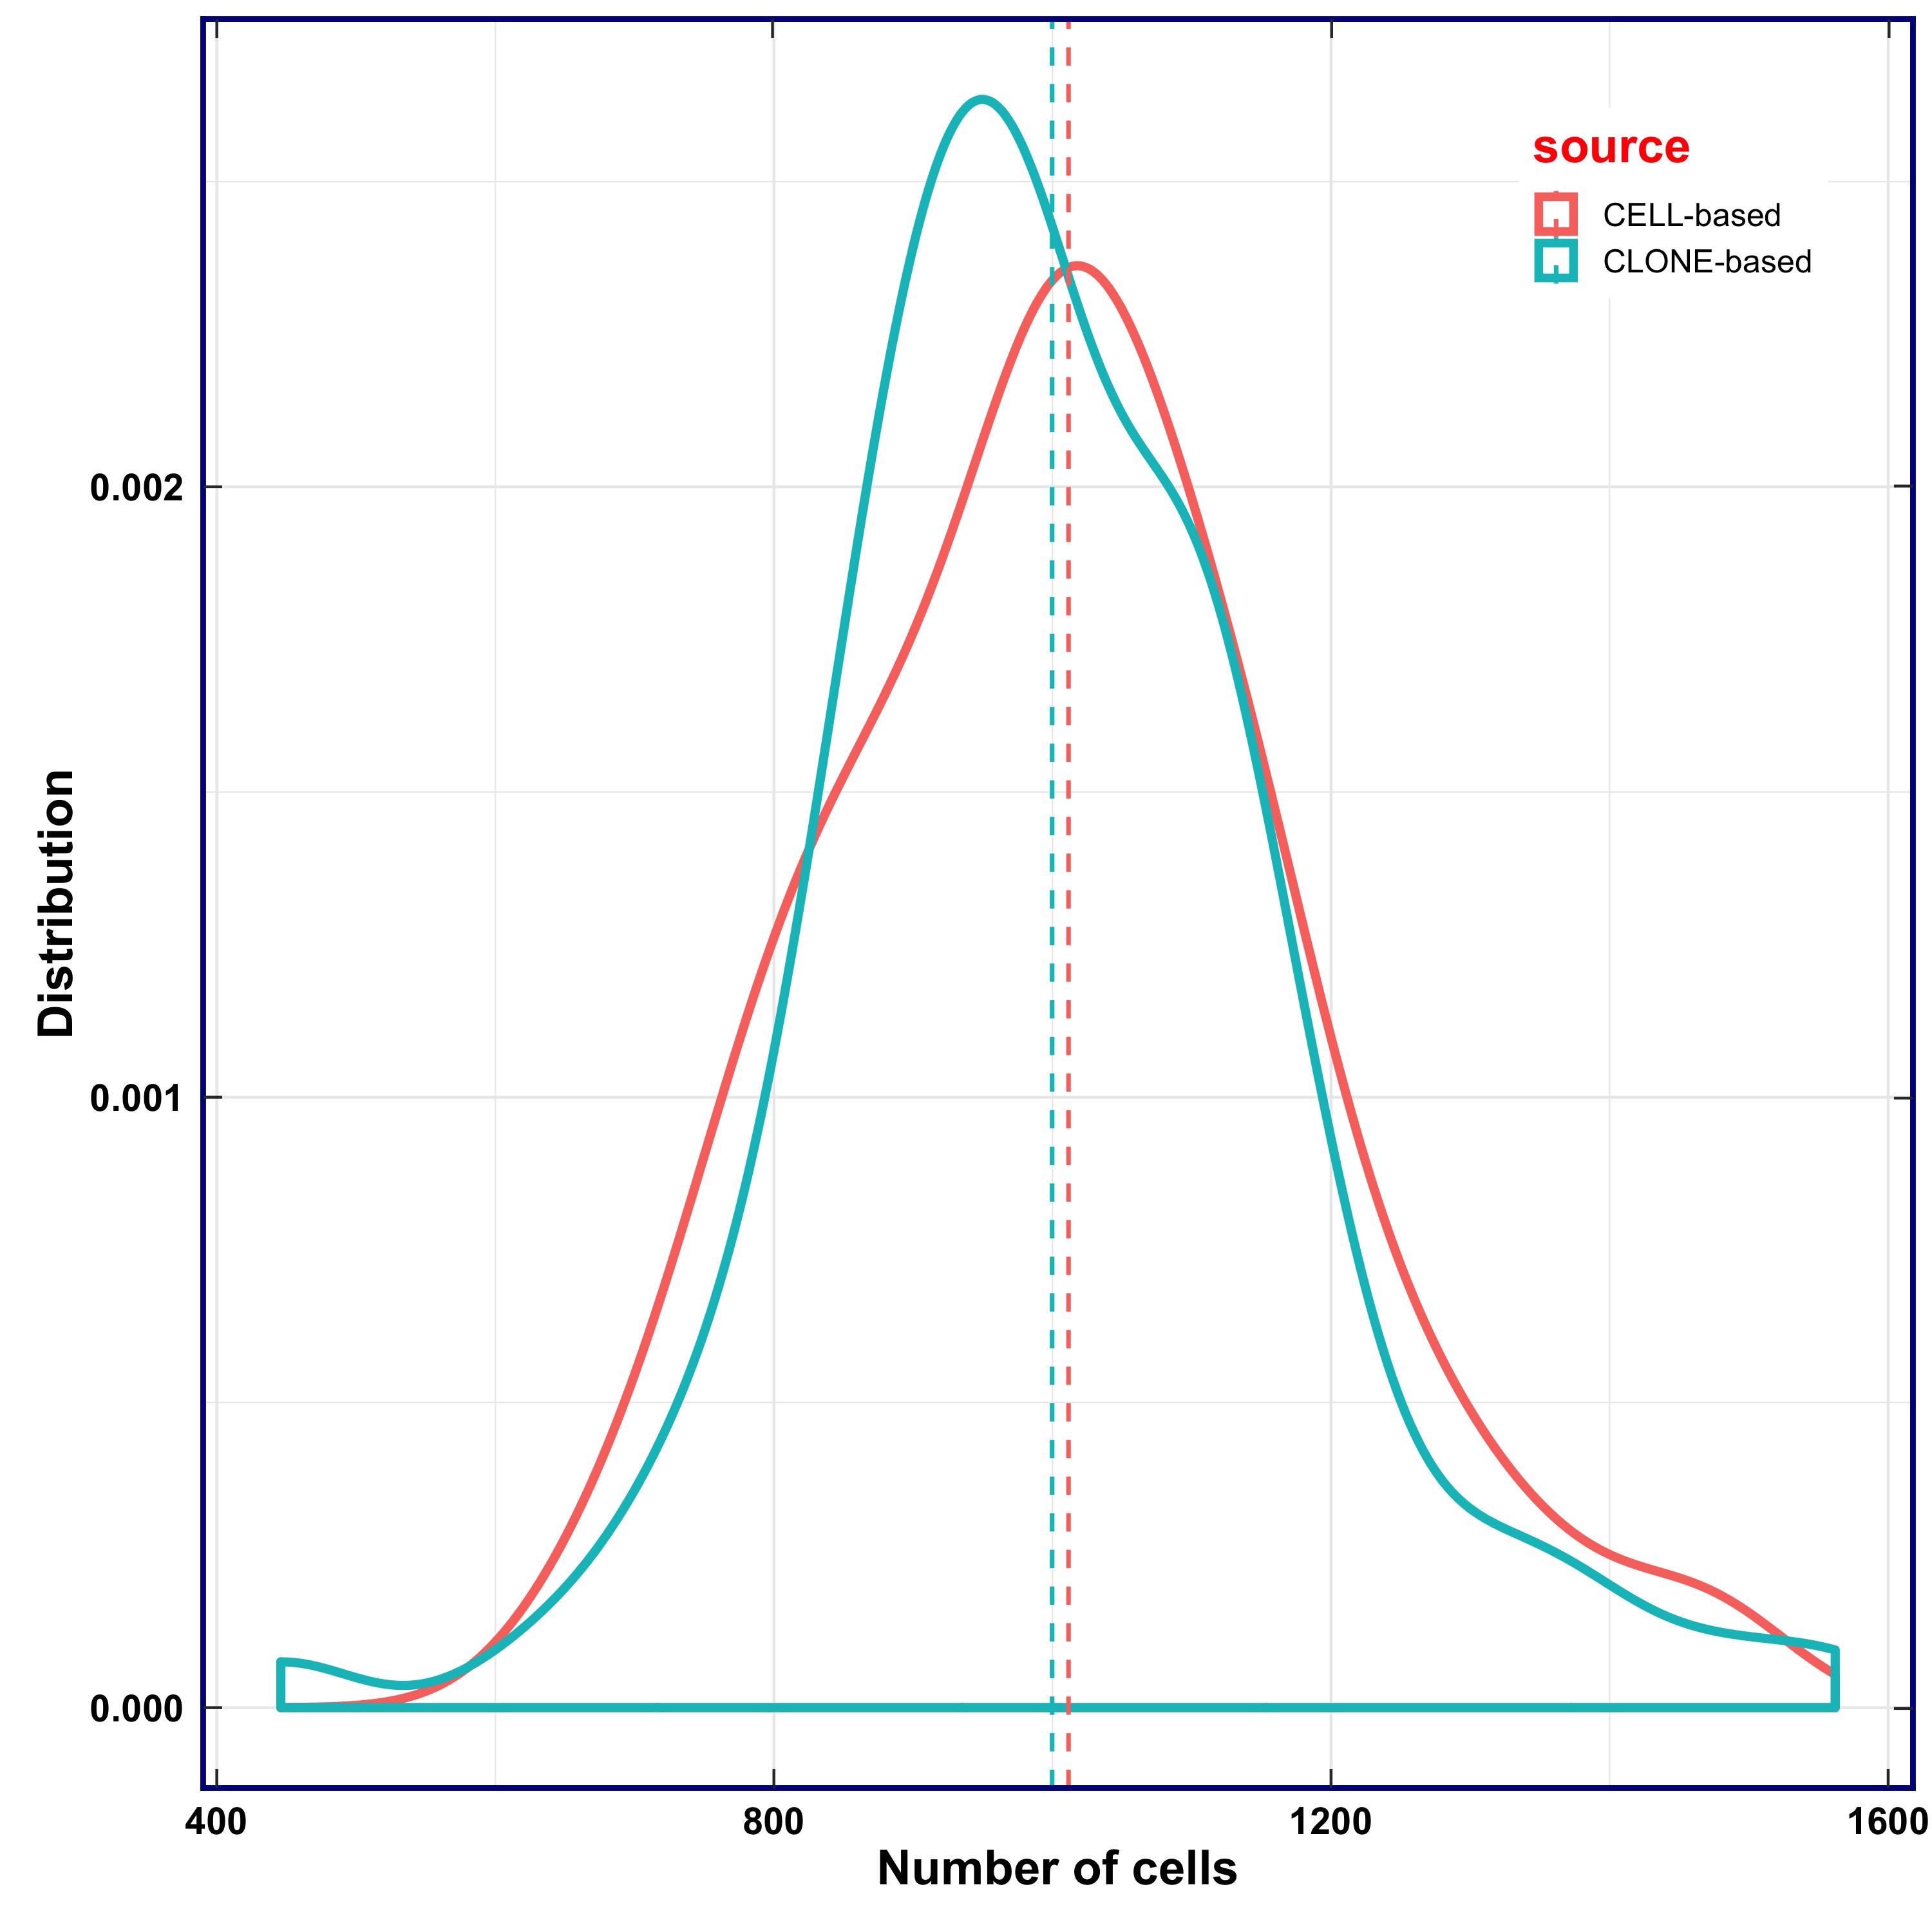 source
CELL-based
CLONE-based
Distribution
0.002
0.001
0.000
400 800 1200 1600
Number of cells